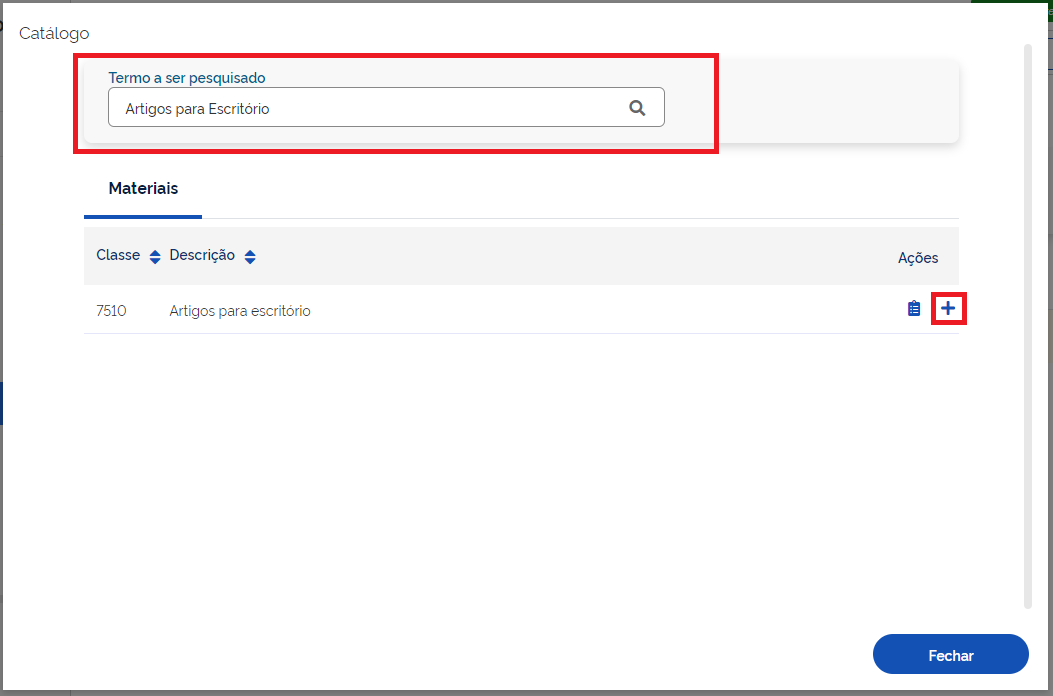 Catálogo
Termo a ser pesquisado
Artigos para Escritório
Materiais
Classe Descrição Ações
7510 Artigos para escritório
Fechar